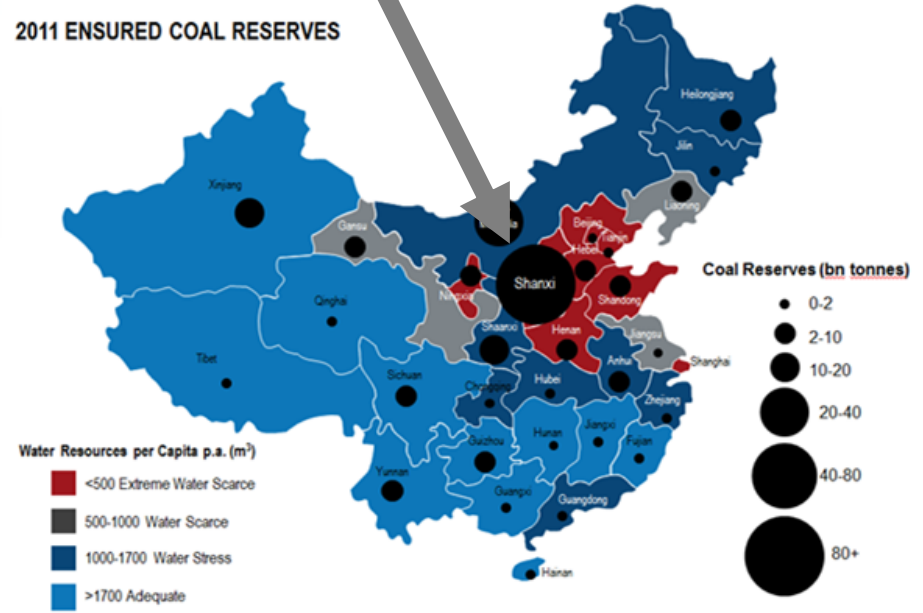 2011 ENSURED COAL RESERVES
Heilongjiang
Jilin
Xinjiang
Liaoning
Gansu
Beijing
Tianjin
Hebei
Shanxi
Coal Reserves (bn tonnes)
Ningxia
Shandong
0-2
Qinghai
Shaanxi
Henan
Jiangsu
2-10
Tibet
Anhui
Shanghai
10-20
Sichuan
Chongqing
Hubei
Zhejiang
20-40
Water Resources per Capita p.a. (m³)
Guizhou
Hunan
Jiangxi
Fujian
<500 Extreme Water Scarce
Yunnan
40-80
500-1000 Water Scarce
Guangxi
Guangdong
1000-1700 Water Stress
80+
Hainan
>1700 Adequate